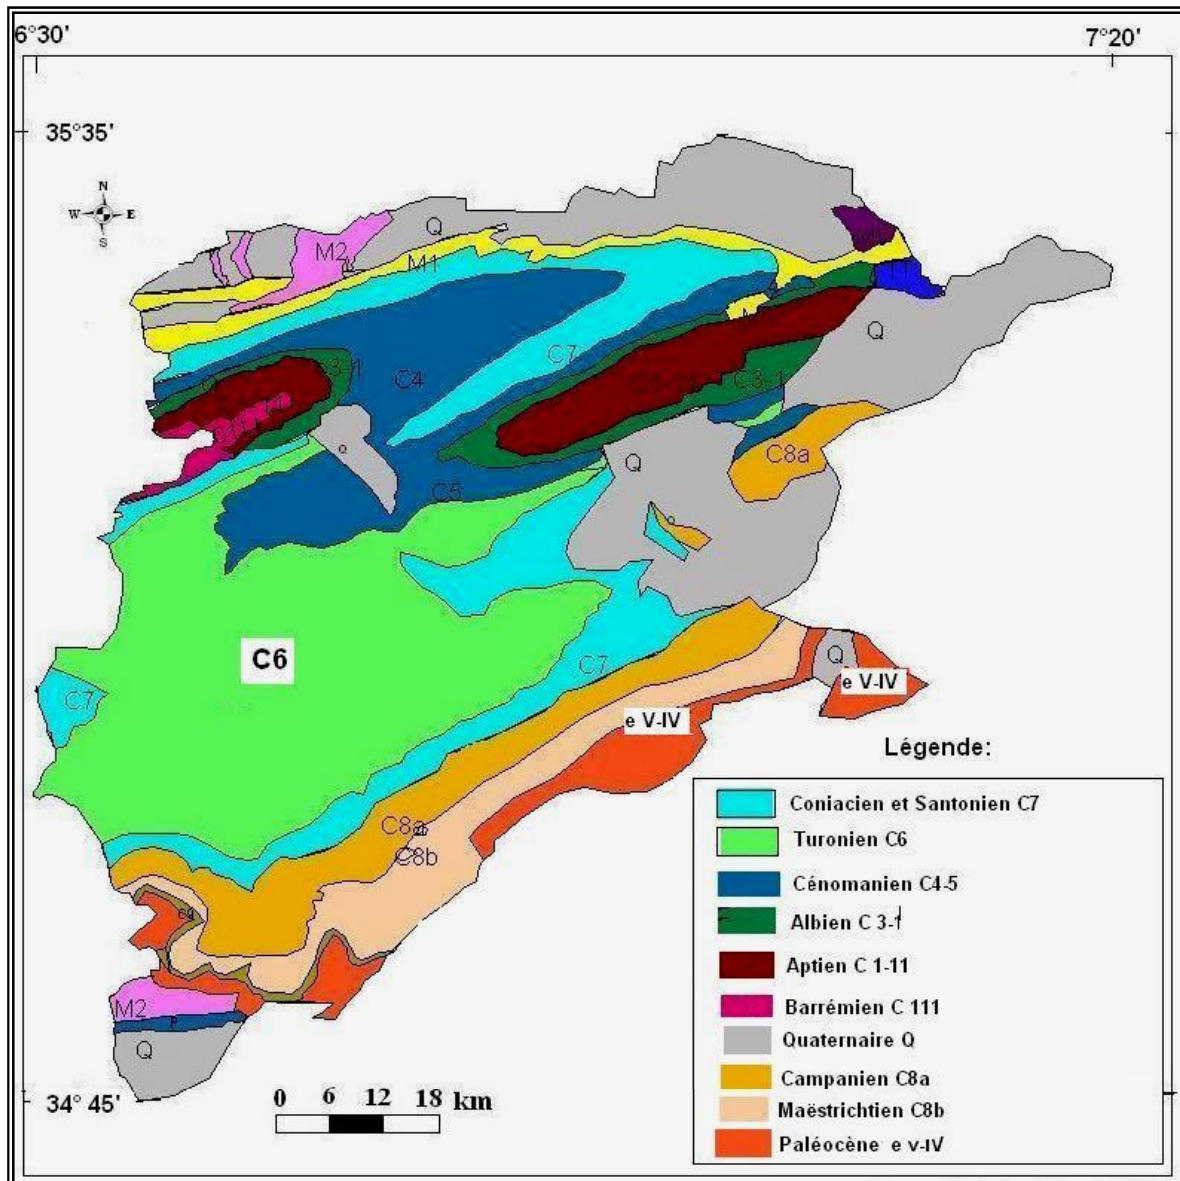 6°30'
7°20'
35°35'
N
W E
S
Q
M2
M1
C7
Q
C3-1
C4
C3-1
Q
C5
C8a
Q
C6
C7
C7
Q
e V-IV
e V-IV
C8a
C8b
M2
P
Q
34° 45'
0 6 12 18 km
Légende:
Coniacien et Santonien C7
Turonien C6
Cénomanien C4-5
Albien C 3-1
Aptien C 1-11
Barrémien C 111
Quaternaire Q
Campanien C8a
Maëstrichtien C8b
Paléocène e v-IV